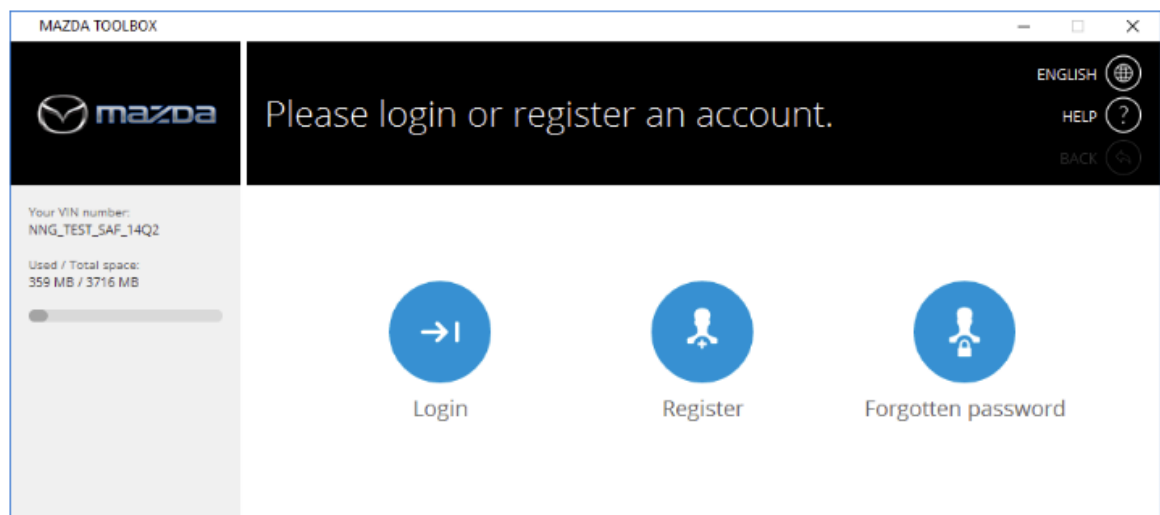 MAZDA TOOLBOX
mazda
Please login or register an account.
ENGLISH
HELP
?
BACK
Your VIN number:
NNG_TEST_SAF_14Q2
Used / Total space:
359 MB / 3716 MB
Login
Register
Forgotten password